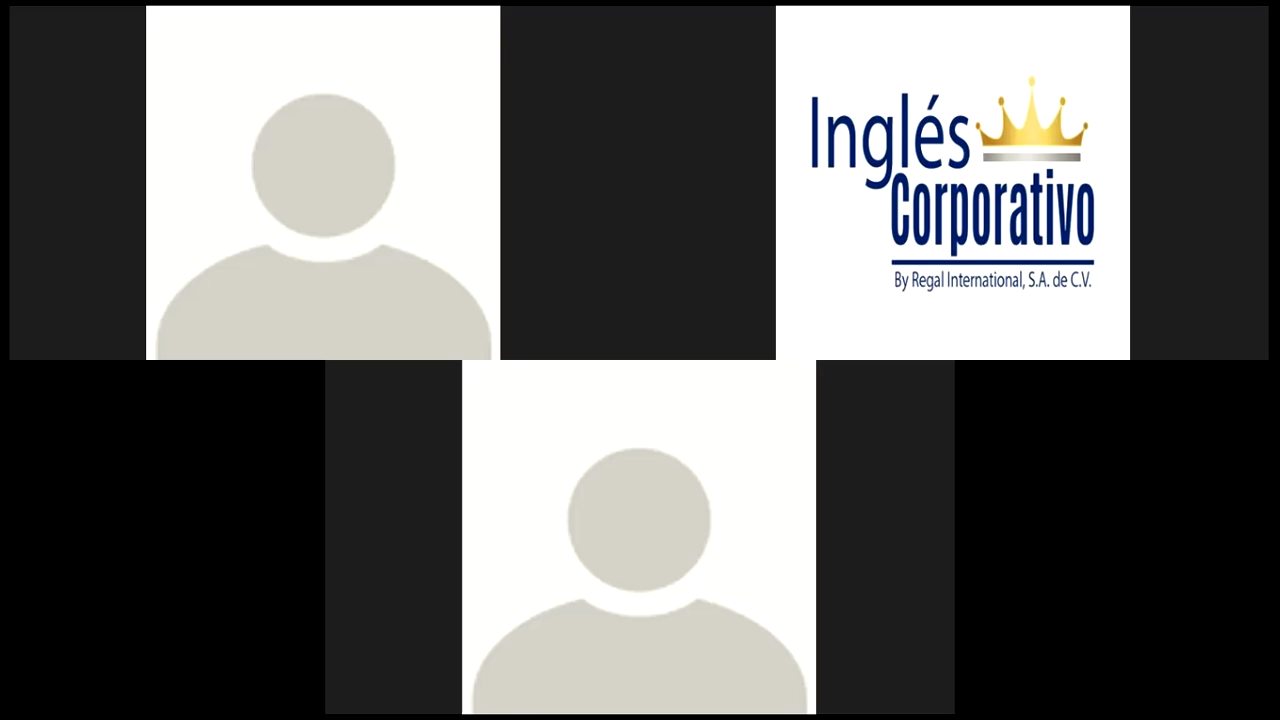 Inglés
Corporativo
By Regal International, S.A. de C.V.